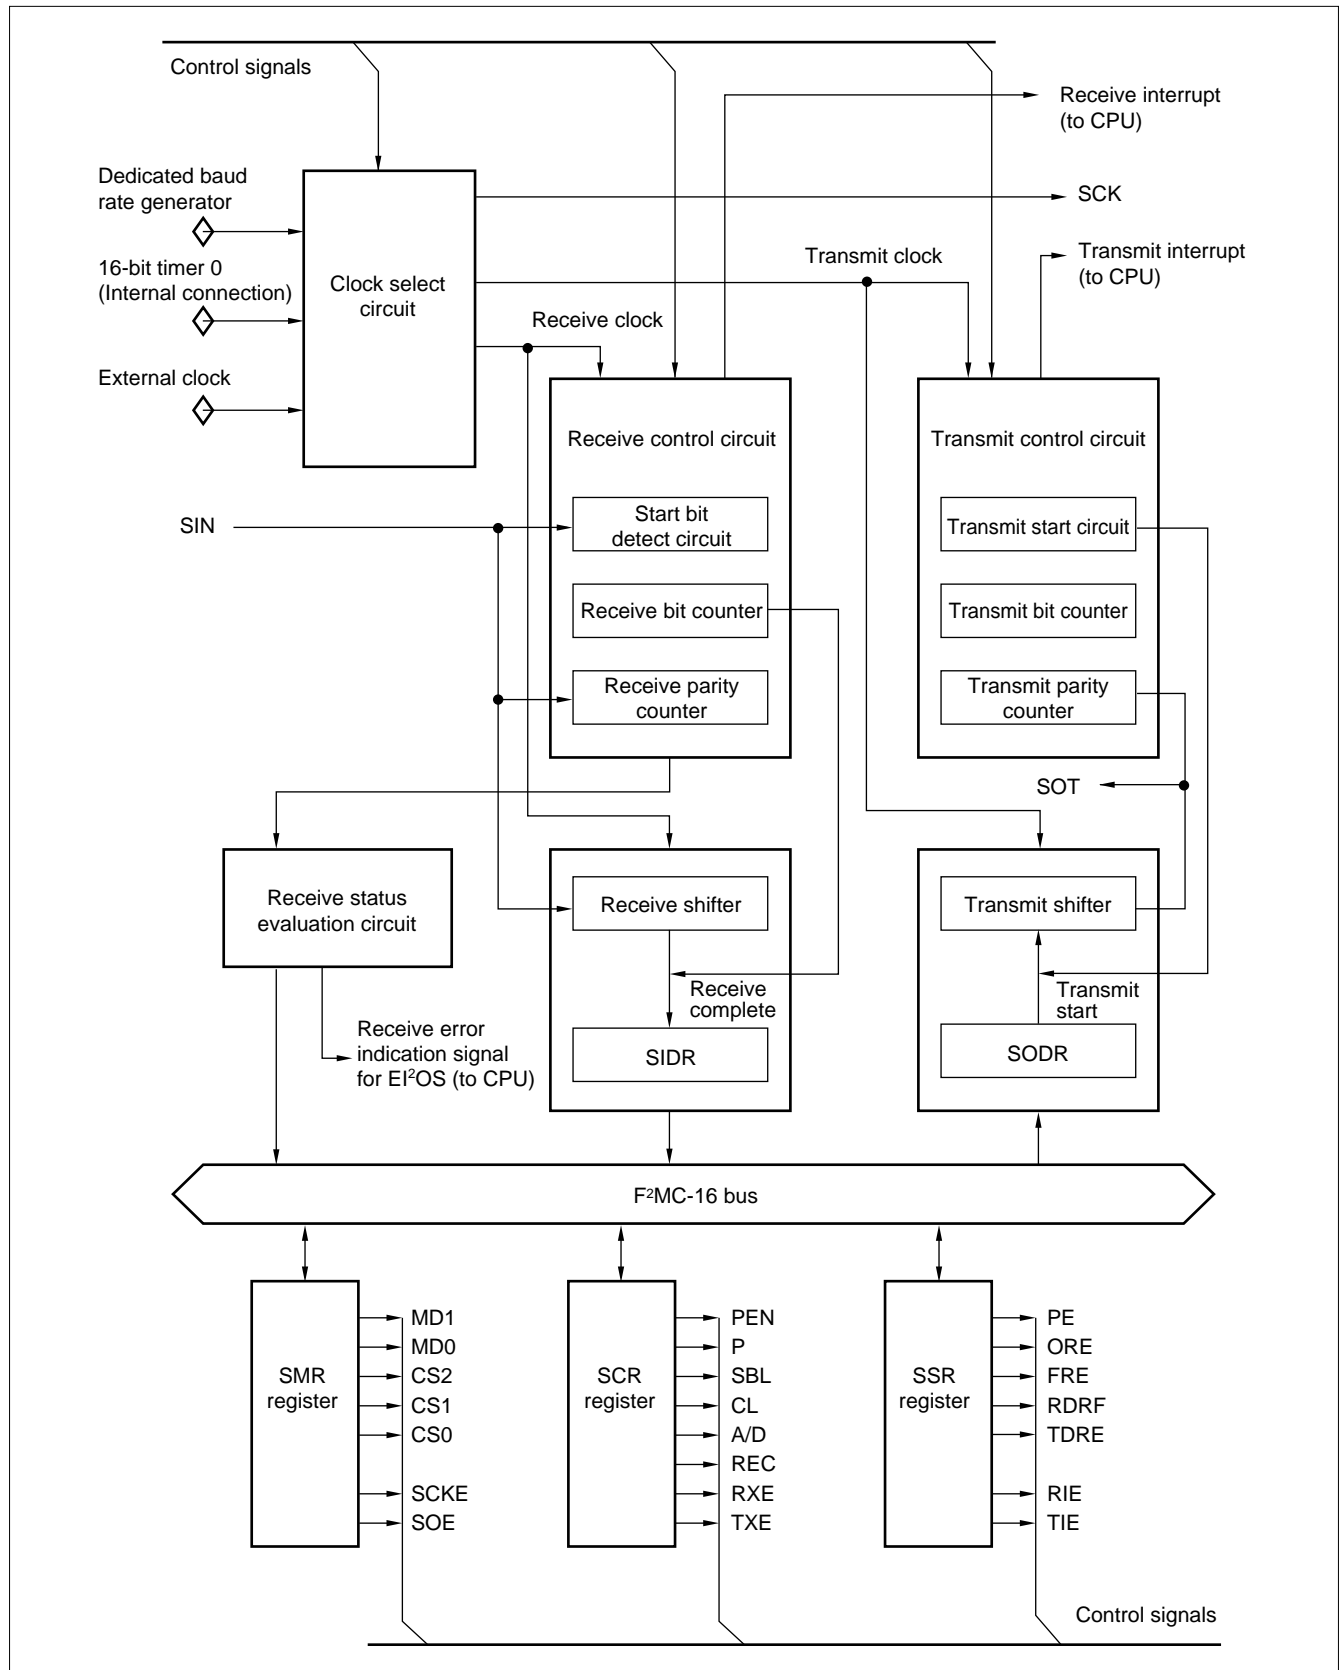 Control signals
Receive interrupt
(to CPU)
Dedicated baud
rate generator
SCK
16-bit timer 0
(Internal connection)
Clock select
circuit
Transmit clock
Transmit interrupt
(to CPU)
Receive clock
External clock
Receive control circuit
Transmit control circuit
SIN
Start bit
detect circuit
Transmit start circuit
Receive bit counter
Transmit bit counter
Receive parity
counter
Transmit parity
counter
SOT
Receive status
evaluation circuit
Receive shifter
Transmit shifter
Receive
complete
Transmit
start
Receive error
indication signal
for EI²OS (to CPU)
SIDR
SODR
F²MC-16 bus
SMR
register
MD1
MD0
CS2
CS1
CS0
SCKE
SOE
SCR
register
PEN
P
SBL
CL
A/D
REC
RXE
TXE
SSR
register
PE
ORE
FRE
RDRF
TDRE
RIE
TIE
Control signals